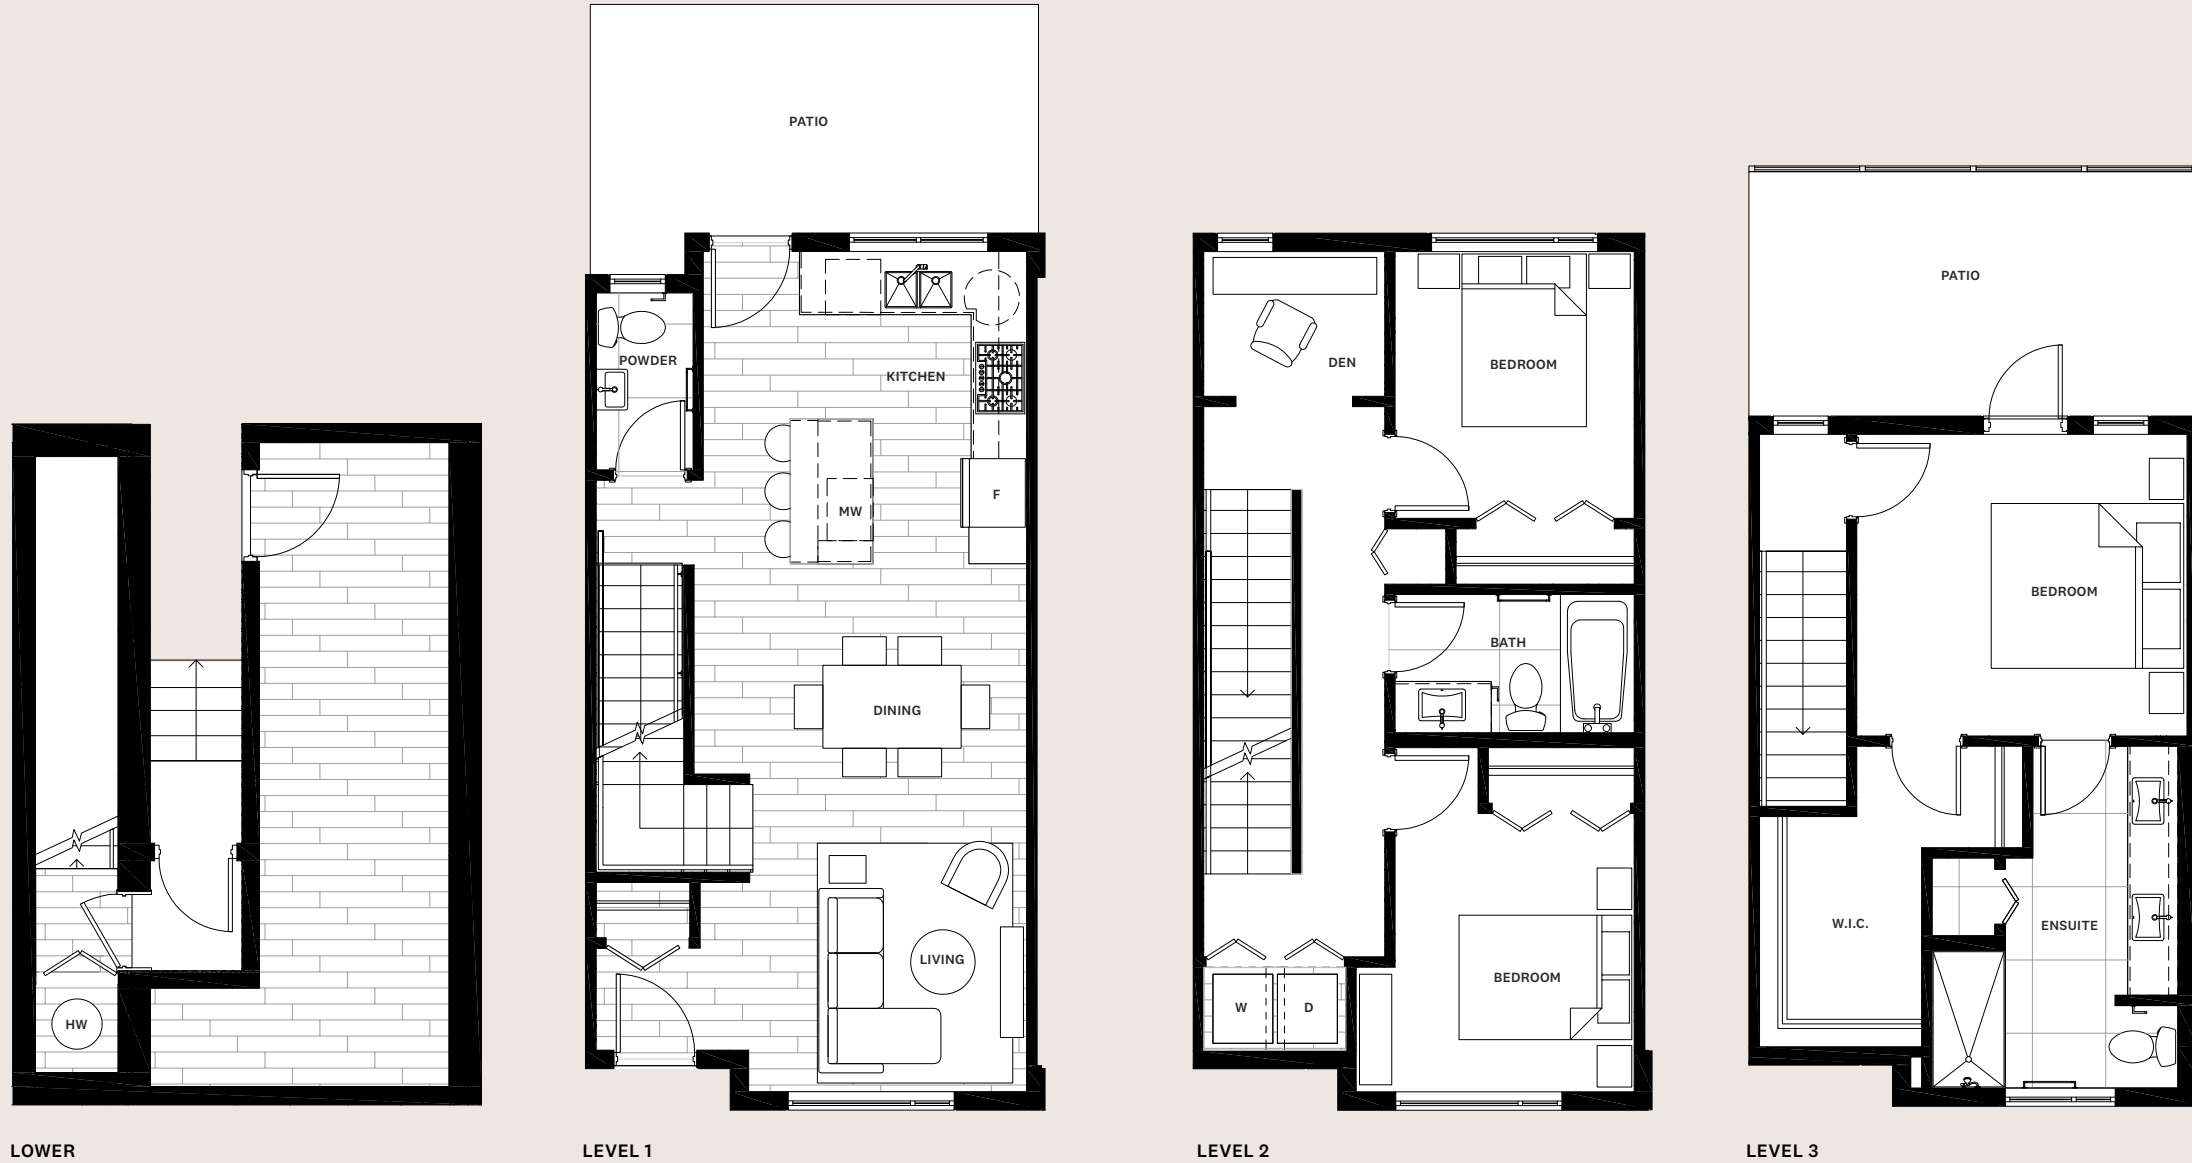 HW
LOWER
PATIO
POWDER
KITCHEN
F
MW
DINING
LIVING
LEVEL 1
DEN
BEDROOM
BATH
BEDROOM
W
D
LEVEL 2
PATIO
BEDROOM
W.I.C.
ENSUITE
LEVEL 3